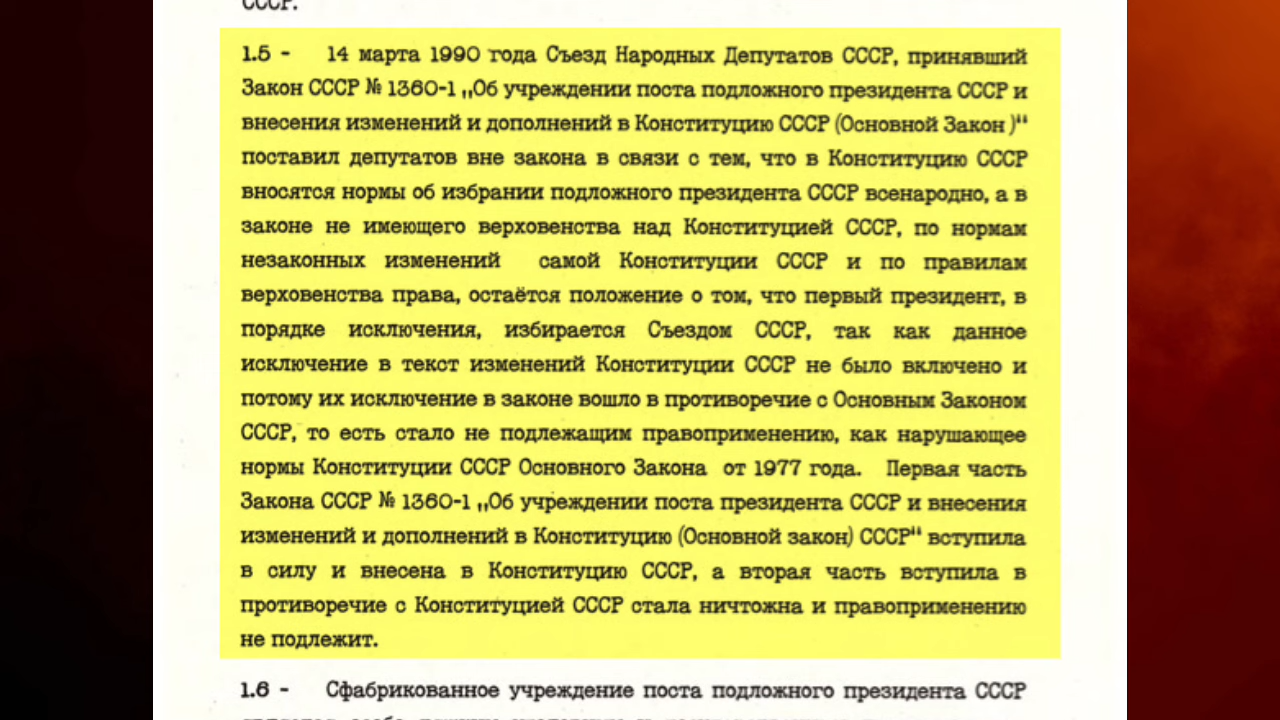 СССР.
1.5 - 14 марта 1990 года Съезд Народных Депутатов СССР, принявший
Закон СССР № 1360-1 „Об учреждении поста подложного президента СССР и
внесения изменений и дополнений в Конституцию СССР (Основной Закон )“
поставил депутатов вне закона в связи с тем, что в Конституцию СССР
вносятся нормы об избрании подложного президента СССР всенародно, а в
законе не имеющего верховенства над Конституцией СССР, по нормам
незаконных изменений самой Конституции СССР и по правилам
верховенства права, остаётся положение о том, что первый президент, в
порядке исключения, избирается Съездом СССР, так как данное
исключение в текст изменений Конституции СССР не было включено и
потому их исключение в законе вошло в противоречие с Основным Законом
СССР, то есть стало не подлежащим правоприменению, как нарушающее
нормы Конституции СССР Основного Закона от 1977 года. Первая часть
Закона СССР № 1360-1 „Об учреждении поста президента СССР и внесения
изменений и дополнений в Конституцию (Основной закон) СССР“ вступила
в силу и внесена в Конституцию СССР, а вторая часть вступила в
противоречие с Конституцией СССР стала ничтожна и правоприменению
не подлежит.
1.6 - Сфабрикованное учреждение поста подложного президента СССР